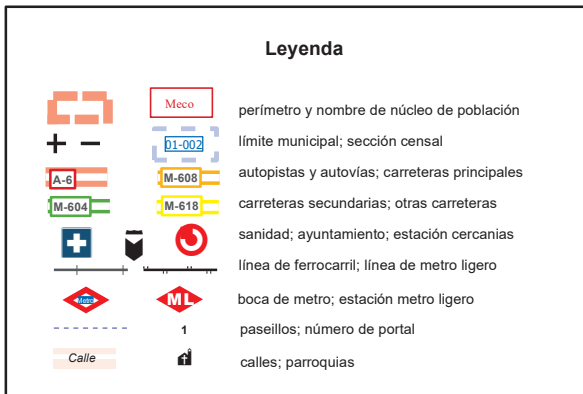 Leyenda
Meco
perímetro y nombre de núcleo de población
01-002
límite municipal; sección censal
A-6
M-608
autopistas y autovías; carreteras principales
M-604
M-618
carreteras secundarias; otras carreteras
sanidad; ayuntamiento; estación cercanias
línea de ferrocarril; línea de metro ligero
Metro
ML
boca de metro; estación metro ligero
1
paseillos; número de portal
Calle
calles; parroquias